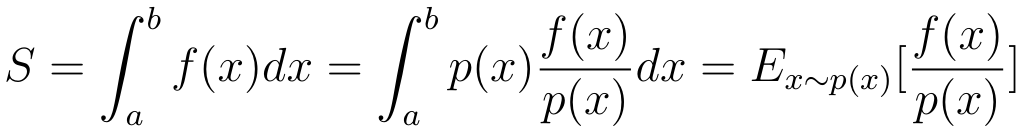 $S = \int_a^b f(x)dx = \int_a^b p(x)\frac{f(x)}{p(x)}dx = E_{x \sim p(x)}[\frac{f(x)}{p(x)}]$